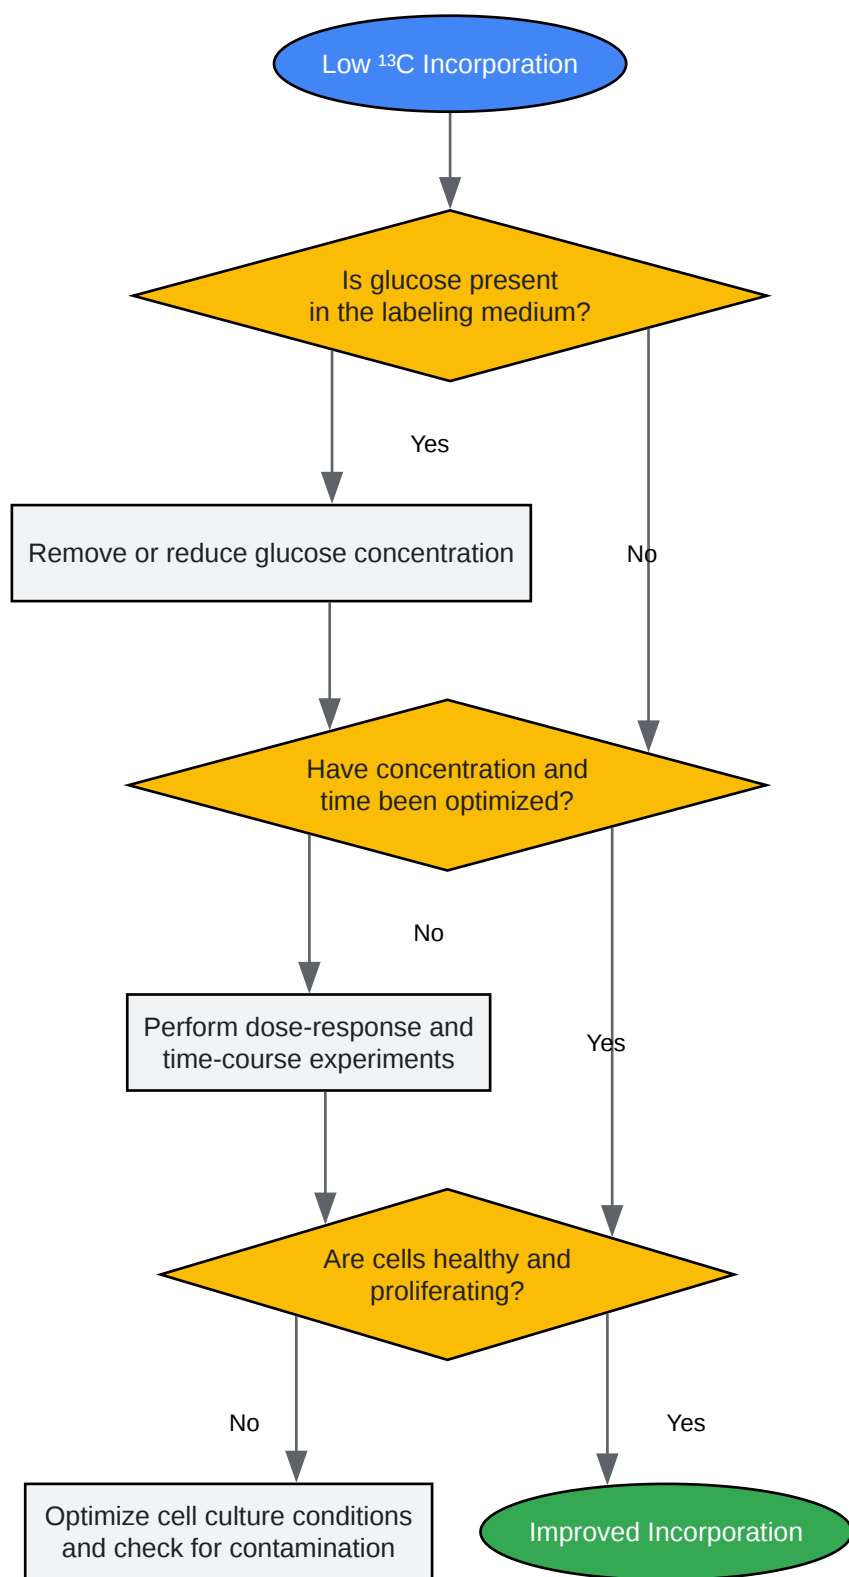 Low ¹³C Incorporation
Is glucose present
in the labeling medium?
Yes
Remove or reduce glucose concentration
No
Have concentration and
time been optimized?
No
Perform dose-response and
time-course experiments
Yes
Are cells healthy and
proliferating?
No
Yes
Optimize cell culture conditions
and check for contamination
Improved Incorporation